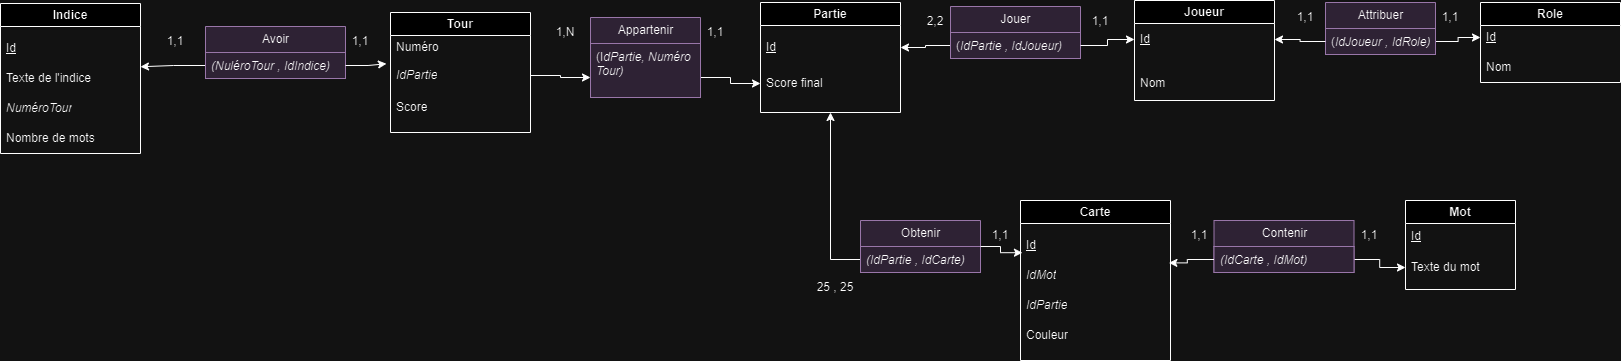 Indice
Id
Texte de l'indice
NuméroTour
Nombre de mots
1,1
Avoir
(NuléroTour , IdIndice)
1,1
Tour
Numéro
IdPartie
Score
1,N
Appartenir
(IdPartie, Numéro
Tour)
1,1
Partie
Id
Score final
2,2
Jouer
(IdPartie , IdJoueur)
1,1
Joueur
Id
Nom
1,1
Attribuer
(IdJoueur , IdRole)
1,1
Role
Id
Nom
25 , 25
Obtenir
(IdPartie , IdCarte)
1,1
Carte
Id
IdMot
IdPartie
Couleur
1,1
Contenir
(IdCarte , IdMot)
1,1
Mot
Id
Texte du mot